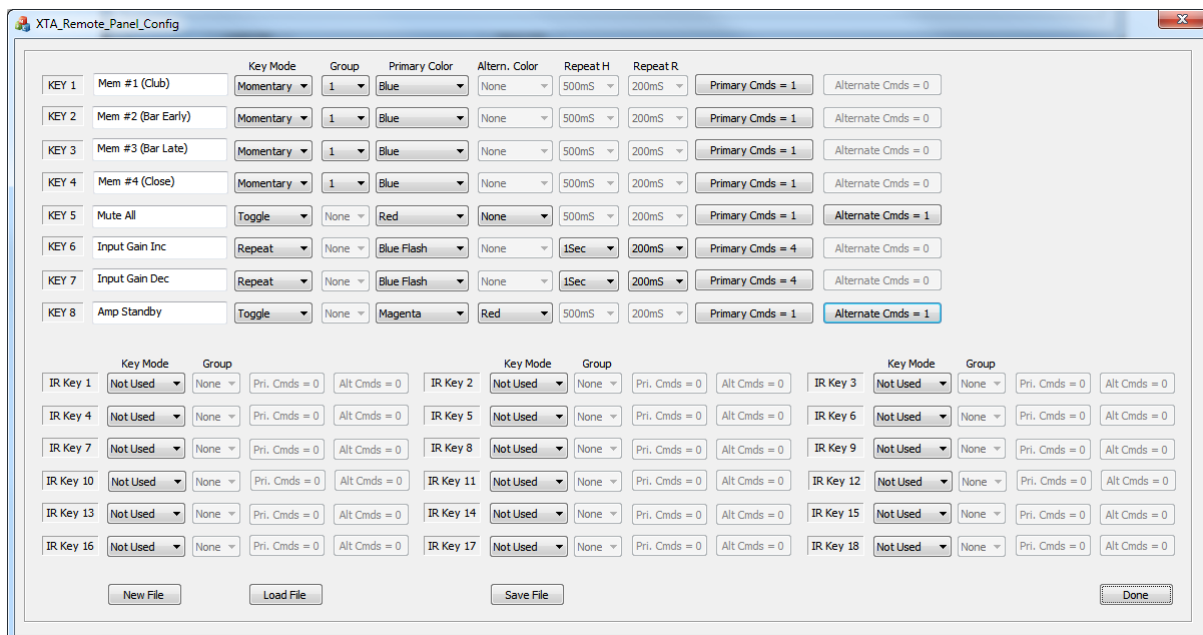 XTA_Remote_Panel_Config
Key Mode Group Primary Color Altern. Color Repeat H Repeat R
KEY 1 Mem #1 (Club) Momentary 1 Blue None 500mS 200mS Primary Cmds = 1 Alternate Cmds = 0
KEY 2 Mem #2 (Bar Early) Momentary 1 Blue None 500mS 200mS Primary Cmds = 1 Alternate Cmds = 0
KEY 3 Mem #3 (Bar Late) Momentary 1 Blue None 500mS 200mS Primary Cmds = 1 Alternate Cmds = 0
KEY 4 Mem #4 (Close) Momentary 1 Blue None 500mS 200mS Primary Cmds = 1 Alternate Cmds = 0
KEY 5 Mute All Toggle None Red None 500mS 200mS Primary Cmds = 1 Alternate Cmds = 1
KEY 6 Input Gain Inc Repeat None Blue Flash None 1Sec 200mS Primary Cmds = 4 Alternate Cmds = 0
KEY 7 Input Gain Dec Repeat None Blue Flash None 1Sec 200mS Primary Cmds = 4 Alternate Cmds = 0
KEY 8 Amp Standby Toggle None Magenta Red 500mS 200mS Primary Cmds = 1 Alternate Cmds = 1
Key Mode Group Key Mode Group Key Mode Group
IR Key 1 Not Used None Pri. Cmds = 0 Alt Cmds = 0 IR Key 2 Not Used None Pri. Cmds = 0 Alt Cmds = 0 IR Key 3 Not Used None Pri. Cmds = 0 Alt Cmds = 0
IR Key 4 Not Used None Pri. Cmds = 0 Alt Cmds = 0 IR Key 5 Not Used None Pri. Cmds = 0 Alt Cmds = 0 IR Key 6 Not Used None Pri. Cmds = 0 Alt Cmds = 0
IR Key 7 Not Used None Pri. Cmds = 0 Alt Cmds = 0 IR Key 8 Not Used None Pri. Cmds = 0 Alt Cmds = 0 IR Key 9 Not Used None Pri. Cmds = 0 Alt Cmds = 0
IR Key 10 Not Used None Pri. Cmds = 0 Alt Cmds = 0 IR Key 11 Not Used None Pri. Cmds = 0 Alt Cmds = 0 IR Key 12 Not Used None Pri. Cmds = 0 Alt Cmds = 0
IR Key 13 Not Used None Pri. Cmds = 0 Alt Cmds = 0 IR Key 14 Not Used None Pri. Cmds = 0 Alt Cmds = 0 IR Key 15 Not Used None Pri. Cmds = 0 Alt Cmds = 0
IR Key 16 Not Used None Pri. Cmds = 0 Alt Cmds = 0 IR Key 17 Not Used None Pri. Cmds = 0 Alt Cmds = 0 IR Key 18 Not Used None Pri. Cmds = 0 Alt Cmds = 0
New File Load File Save File Done